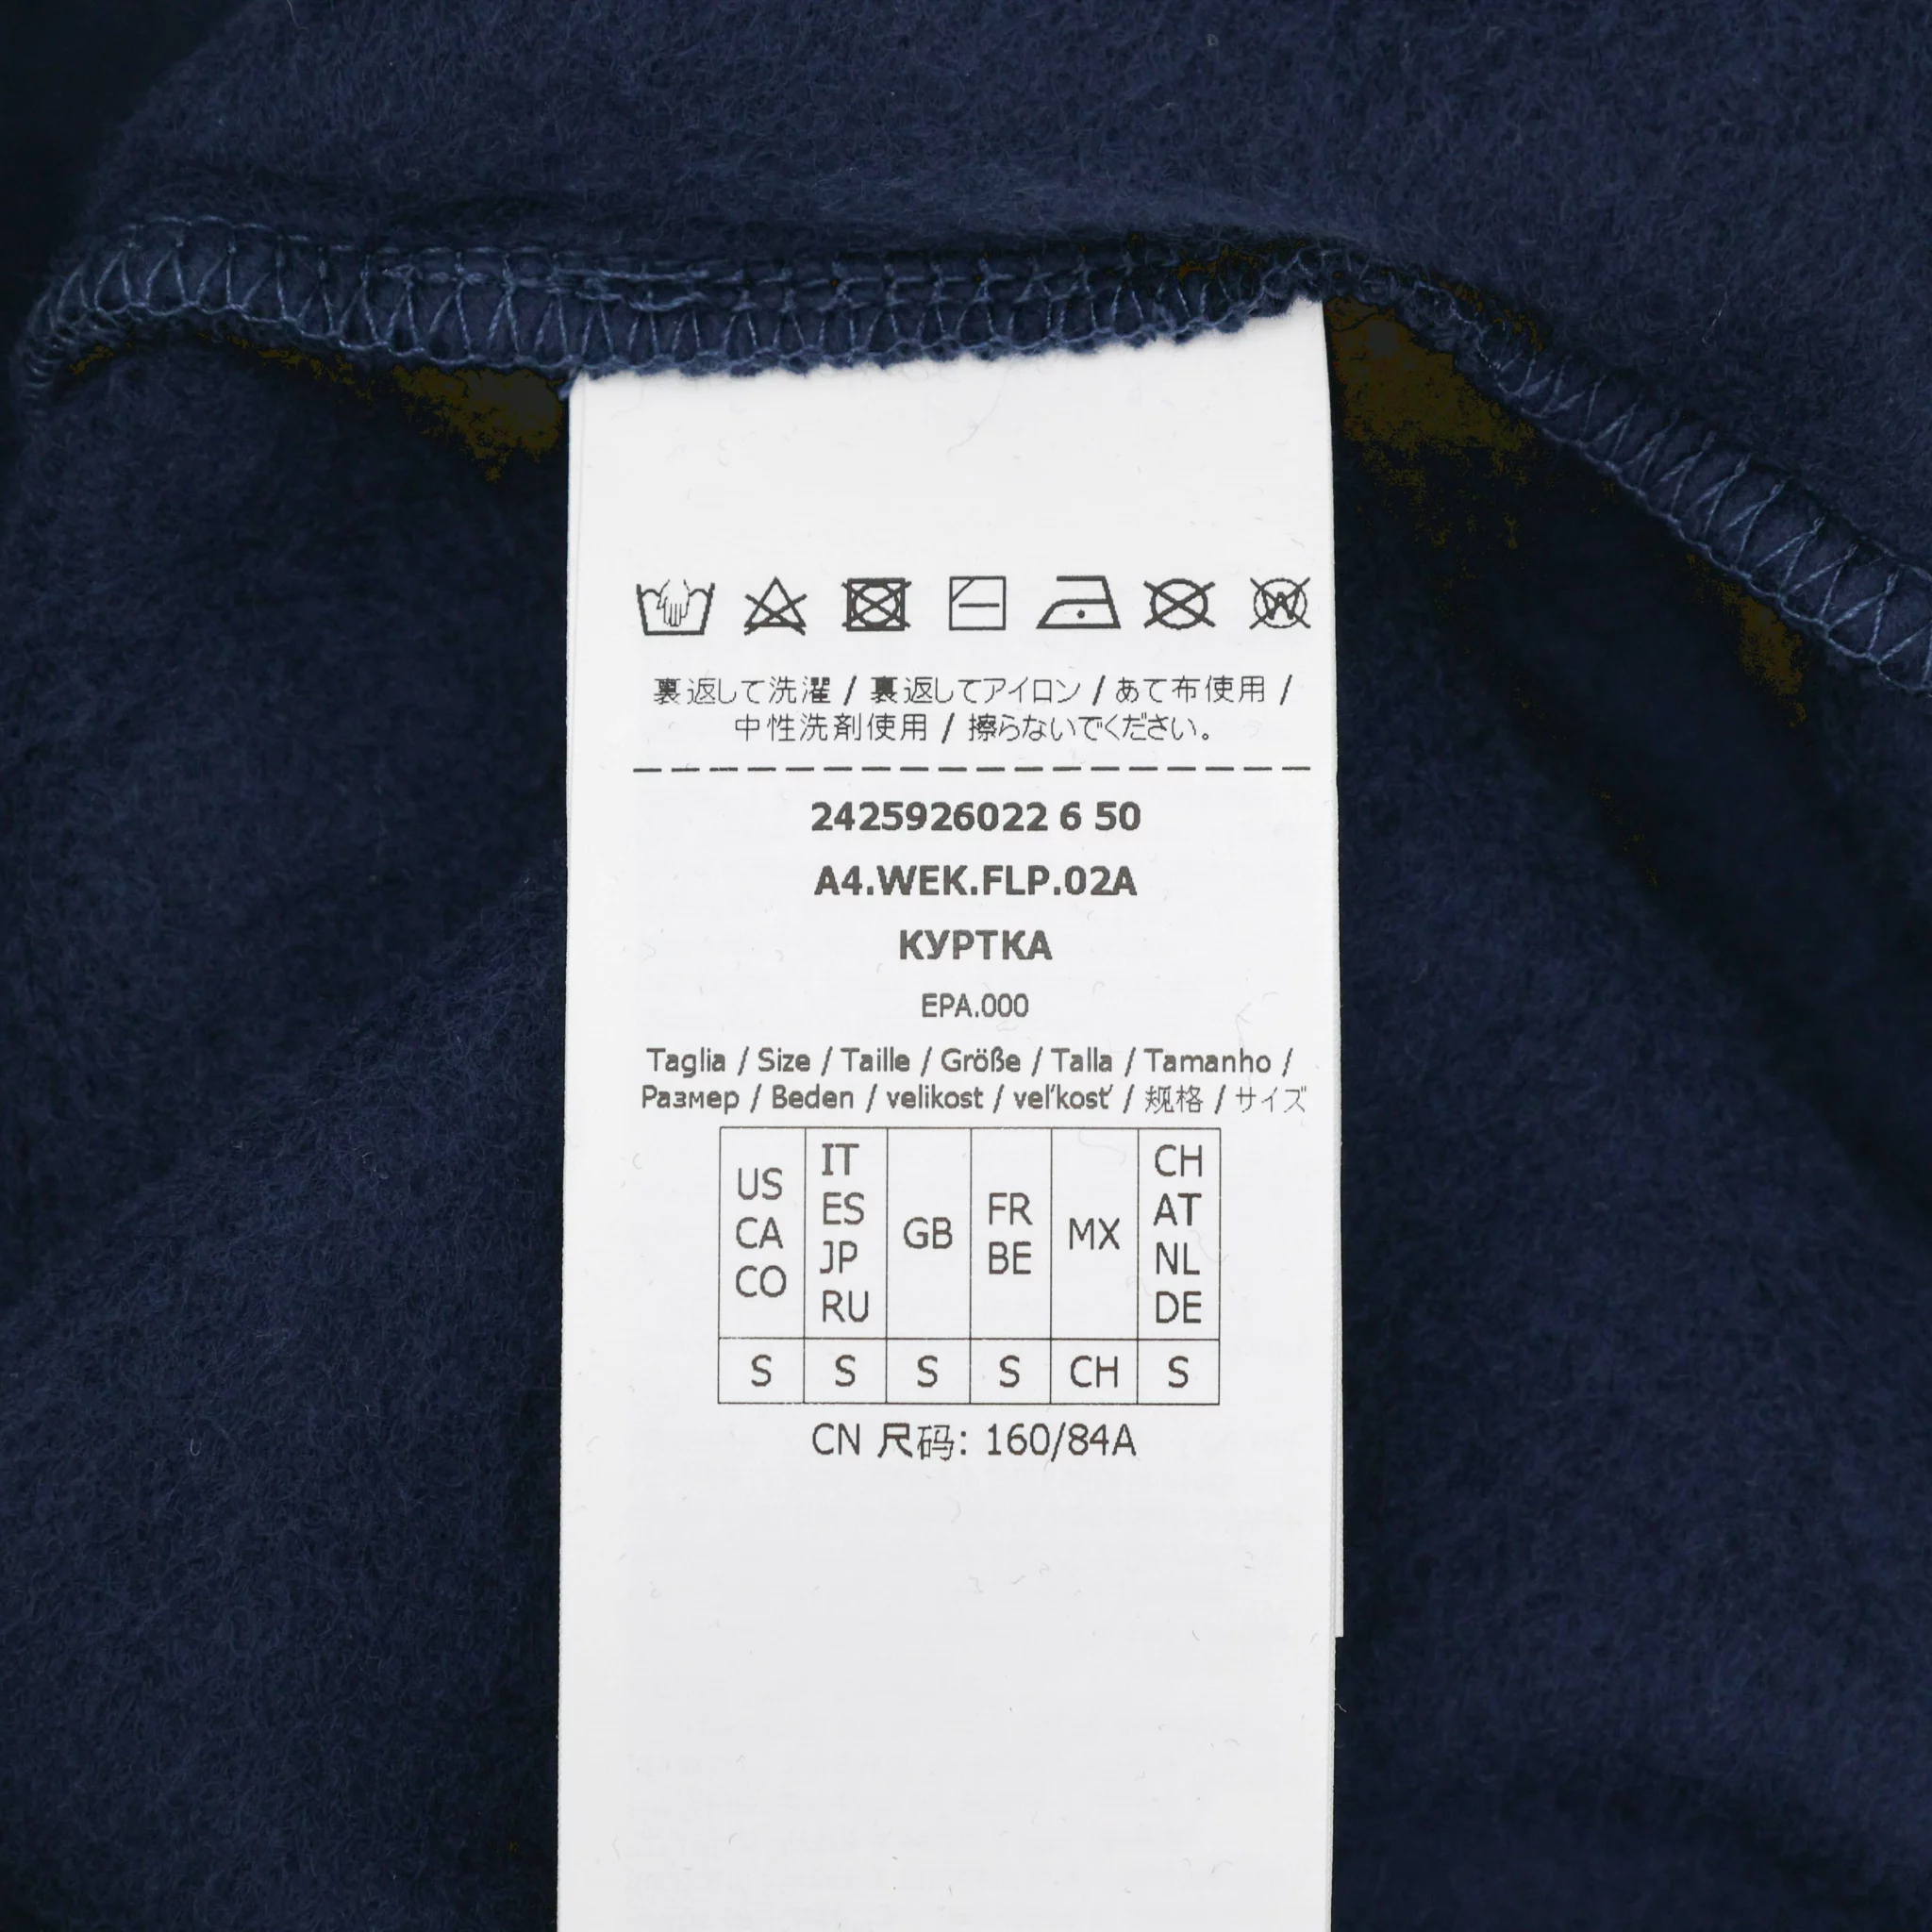 裏返して洗濯 / 裏返してアイロン / あて布使用 /
中性洗剤使用 / 擦らないでください。
2425926022 6 50
A4.WEK.FLP.02A
КУРТКА
EPA.000
Taglia / Size / Taille / Größe / Talla / Tamanho /
Размер / Beden / velikost / veľkosť / 规格 / サイズ
US CA CO
IT ES JP RU
GB
FR BE
MX
CH AT NL DE
S S S S CH S
CN 尺码: 160/84A